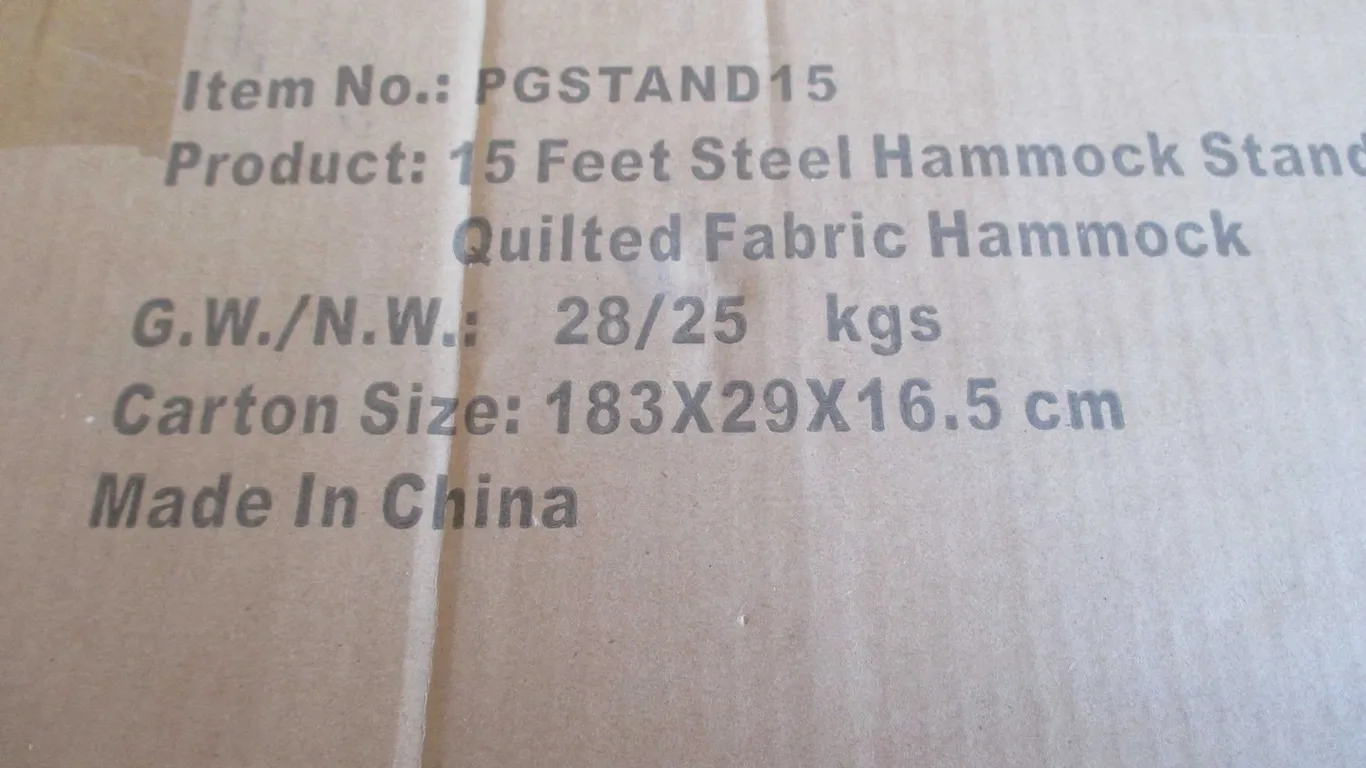 Item No.: PGSTAND15
Product: 15 Feet Steel Hammock Stand
Quilted Fabric Hammock
G.W./N.W.: 28/25 kgs
Carton Size: 183X29X16.5 cm
Made In China